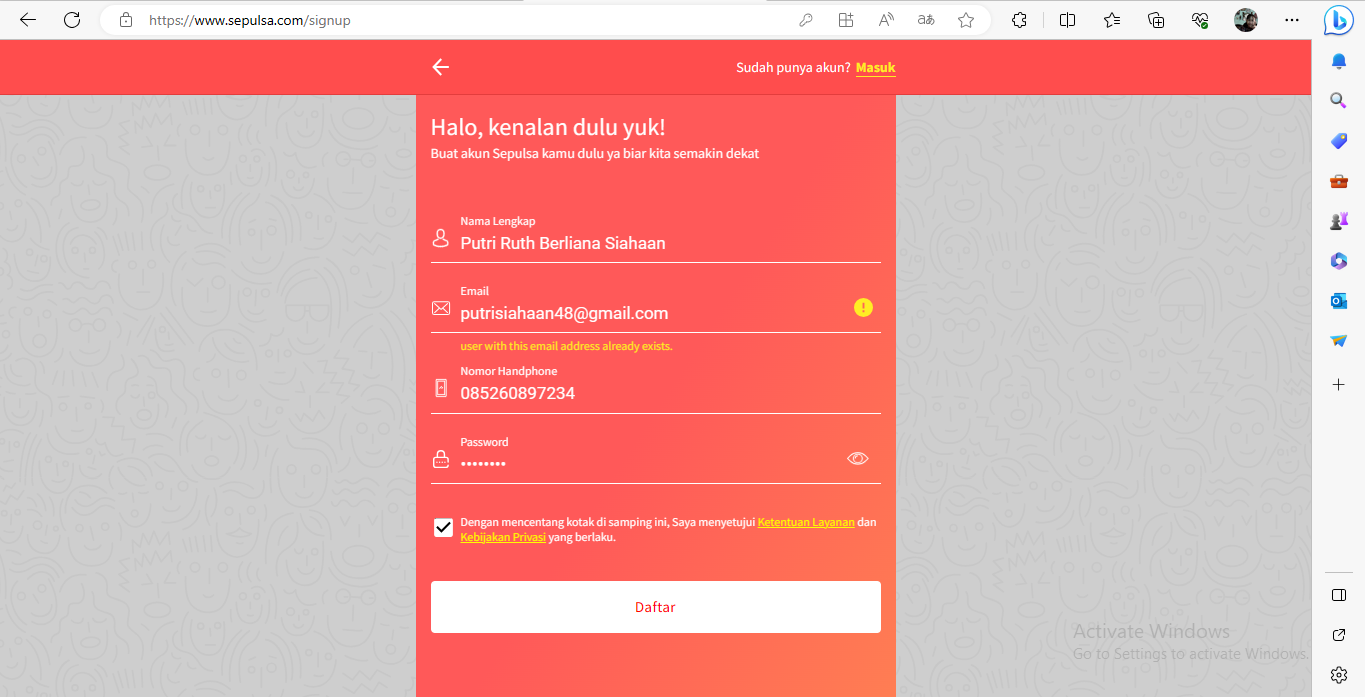 https://www.sepulsa.com/signup
Sudah punya akun? Masuk
Halo, kenalan dulu yuk!
Buat akun Sepulsa kamu dulu ya biar kita semakin dekat
Nama Lengkap
Putri Ruth Berliana Siahaan
Email
putrisiahaan48@gmail.com
user with this email address already exists.
Nomor Handphone
085260897234
Password
••••••••
Dengan mencentang kotak di samping ini, Saya menyetujui Ketentuan Layanan dan
Kebijakan Privasi yang berlaku.
Daftar
Activate Windows
Go to Settings to activate Windows.